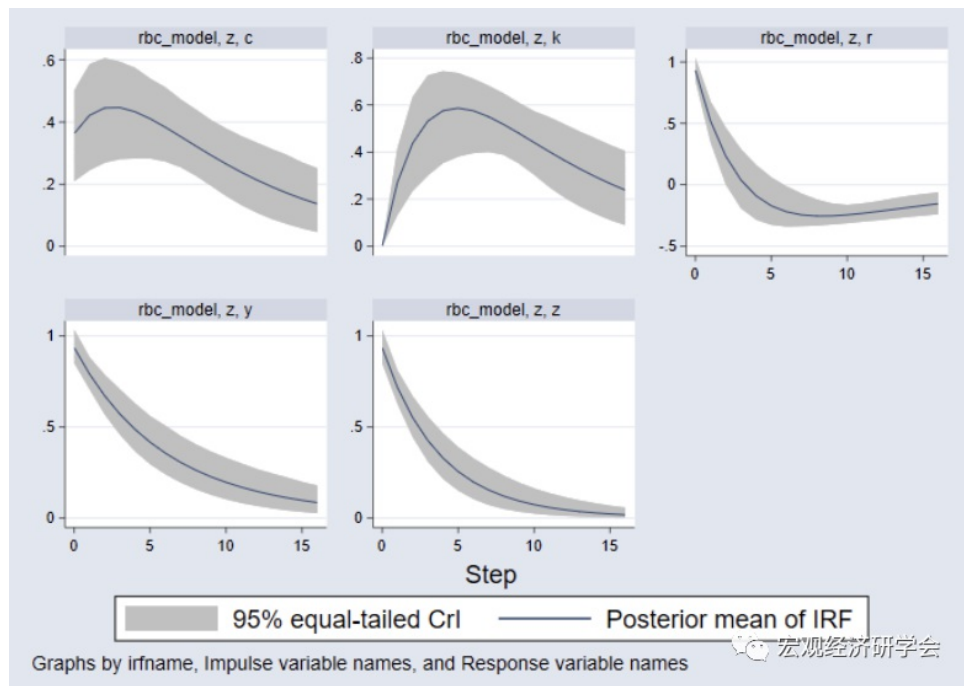 rbc_model, z, c
rbc_model, z, k
rbc_model, z, r
.6
.4
.2
0
.8
.6
.4
.2
0
1
.5
0
-.5
0 5 10 15
rbc_model, z, y
rbc_model, z, z
1
.5
0
1
.5
0
0 5 10 15
0 5 10 15
Step
95% equal-tailed CrI
Posterior mean of IRF
宏观经济研学会
Graphs by irfname, Impulse variable names, and Response variable names